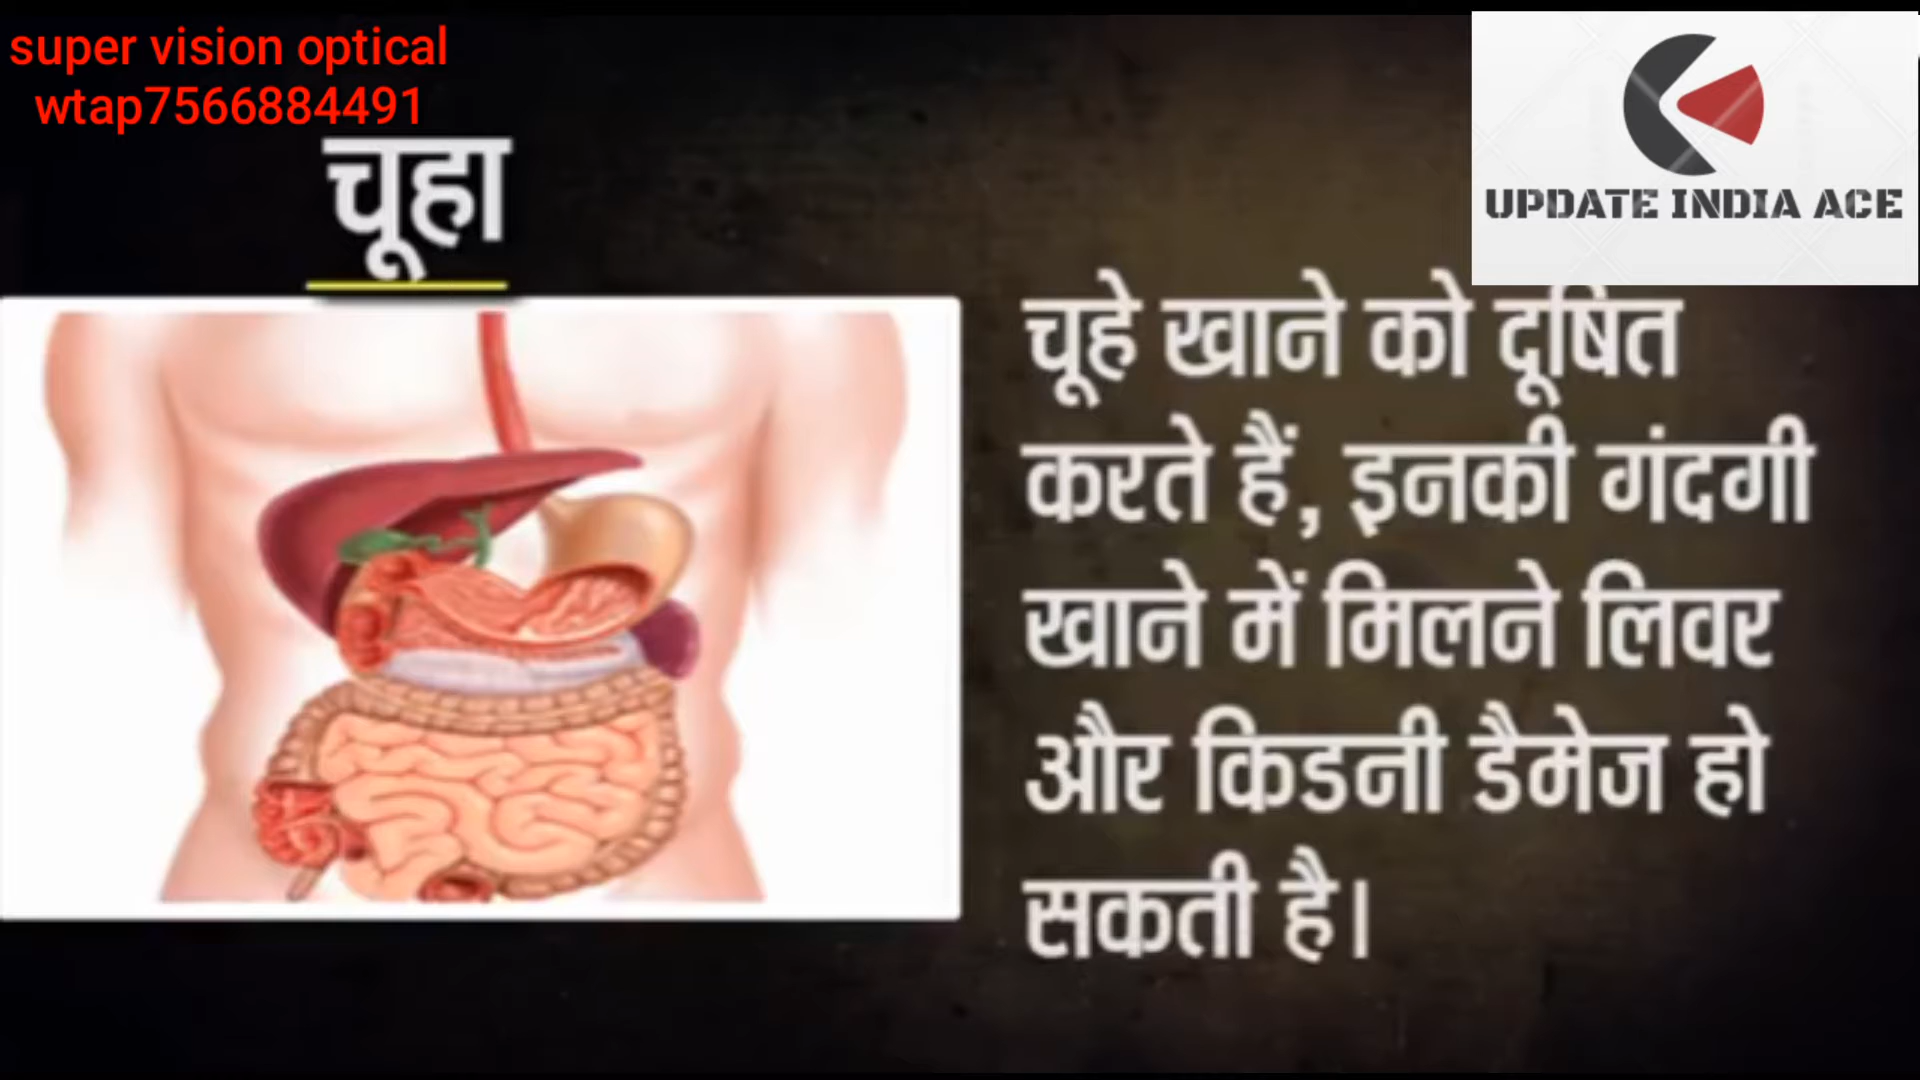 super vision optical
wtap7566884491
UPDATE INDIA ACE
चूहा
चूहे खाने को दूषित
करते हैं, इनकी गंदगी
खाने में मिलने लिवर
और किडनी डैमेज हो
सकती है।